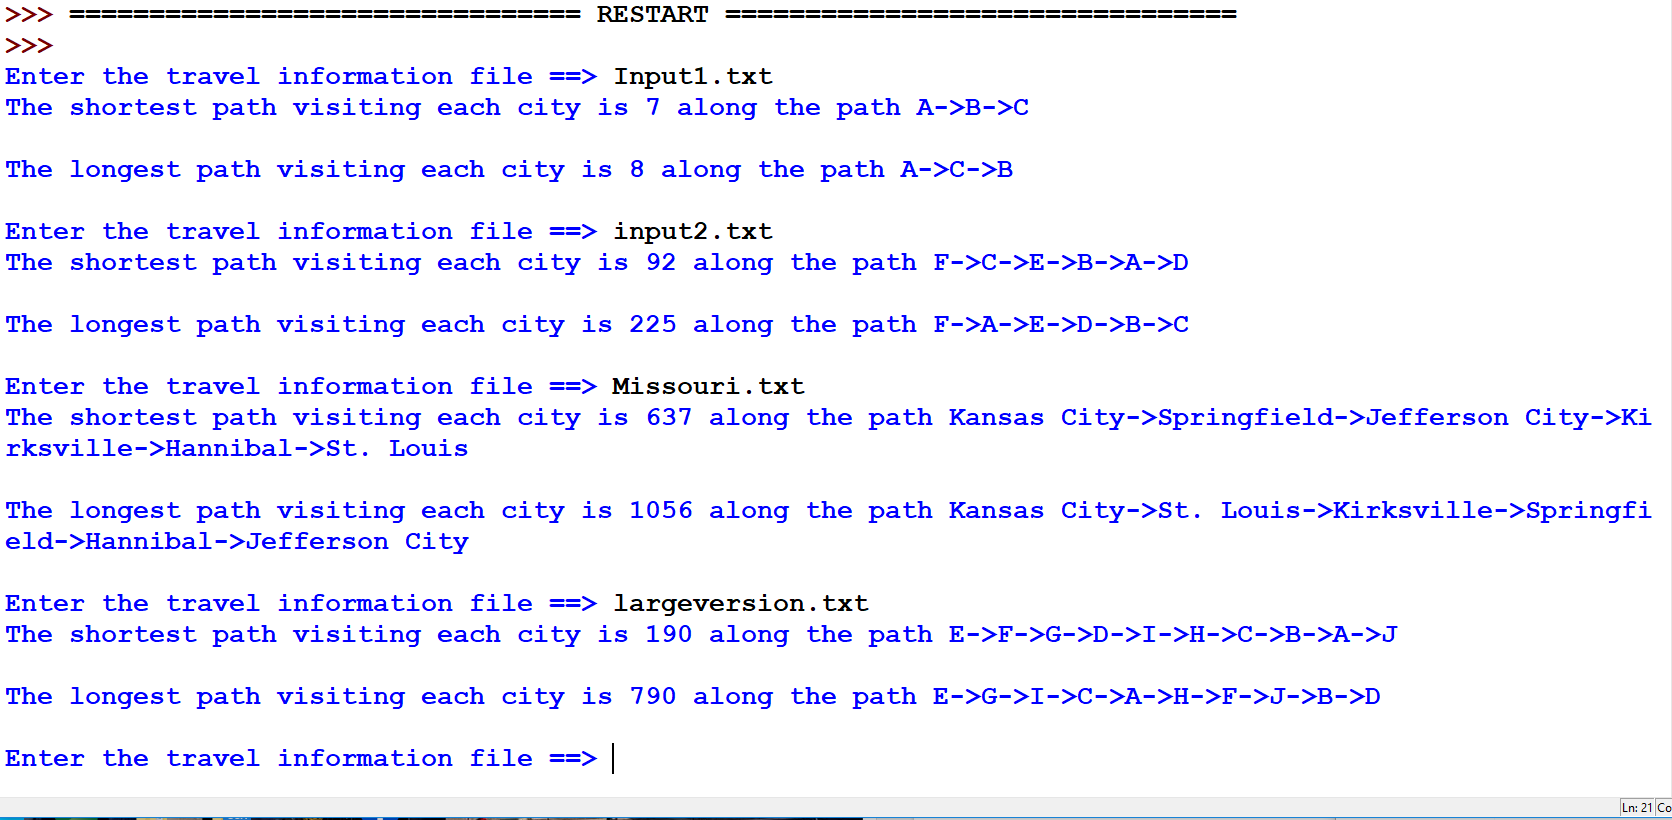 >>> ================================ RESTART ================================
>>>
Enter the travel information file ==> Input1.txt
The shortest path visiting each city is 7 along the path A->B->C
The longest path visiting each city is 8 along the path A->C->B
Enter the travel information file ==> input2.txt
The shortest path visiting each city is 92 along the path F->C->E->B->A->D
The longest path visiting each city is 225 along the path F->A->E->D->B->C
Enter the travel information file ==> Missouri.txt
The shortest path visiting each city is 637 along the path Kansas City->Springfield->Jefferson City->Ki
rksville->Hannibal->St. Louis
The longest path visiting each city is 1056 along the path Kansas City->St. Louis->Kirksville->Springfi
eld->Hannibal->Jefferson City
Enter the travel information file ==> largeversion.txt
The shortest path visiting each city is 190 along the path E->F->G->D->I->H->C->B->A->J
The longest path visiting each city is 790 along the path E->G->I->C->A->H->F->J->B->D
Enter the travel information file ==>
Ln: 21 Co